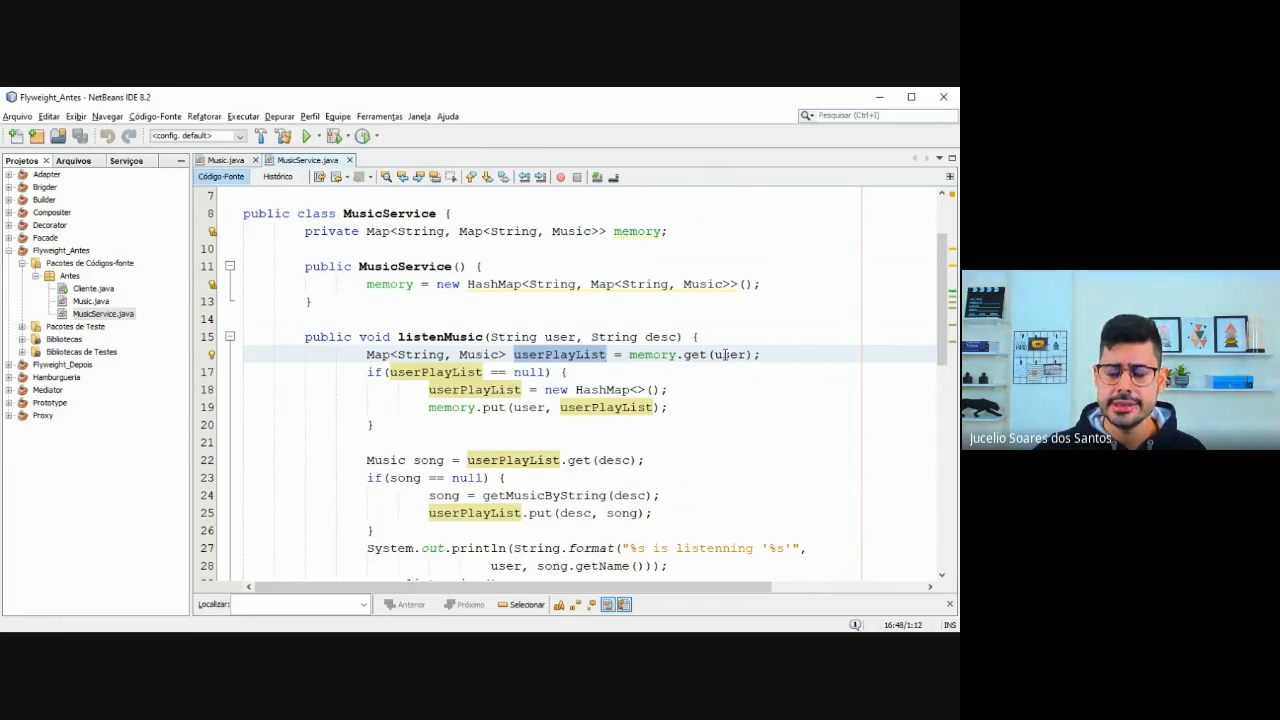 Flyweight_Antes - NetBeans IDE 8.2
Arquivo Editar Exibir Navegar Código-Fonte Refatorar Executar Depurar Perfil Equipe Ferramentas Janela Ajuda
Pesquisar (Ctrl+I)
<config. default>
Projetos Arquivos Serviços
Music.java MusicService.java
Código-Fonte Histórico
Adapter
Brigder
Builder
Compositer
Decorator
Facade
Flyweight_Antes
Pacotes de Códigos-fonte
Antes
Cliente.java
Music.java
MusicService.java
Pacotes de Teste
Bibliotecas
Bibliotecas de Testes
Flyweight_Depois
Hamburgueria
Mediator
Prototype
Proxy
7
8 public class MusicService {
private Map<String, Map<String, Music>> memory;
10
11 public MusicService() {
memory = new HashMap<String, Map<String, Music>>();
13 }
14
15 public void listenMusic(String user, String desc) {
Map<String, Music> userPlayList = memory.get(user);
17 if(userPlayList == null) {
18 userPlayList = new HashMap<>();
19 memory.put(user, userPlayList);
20 }
21
22 Music song = userPlayList.get(desc);
23 if(song == null) {
24 song = getMusicByString(desc);
25 userPlayList.put(desc, song);
26 }
27 System.out.println(String.format("%s is listenning '%s'",
28 user, song.getName()));
Localizar: Anterior Próximo Selecionar
16:48/1:12 INS
Jucelio Soares dos Santos